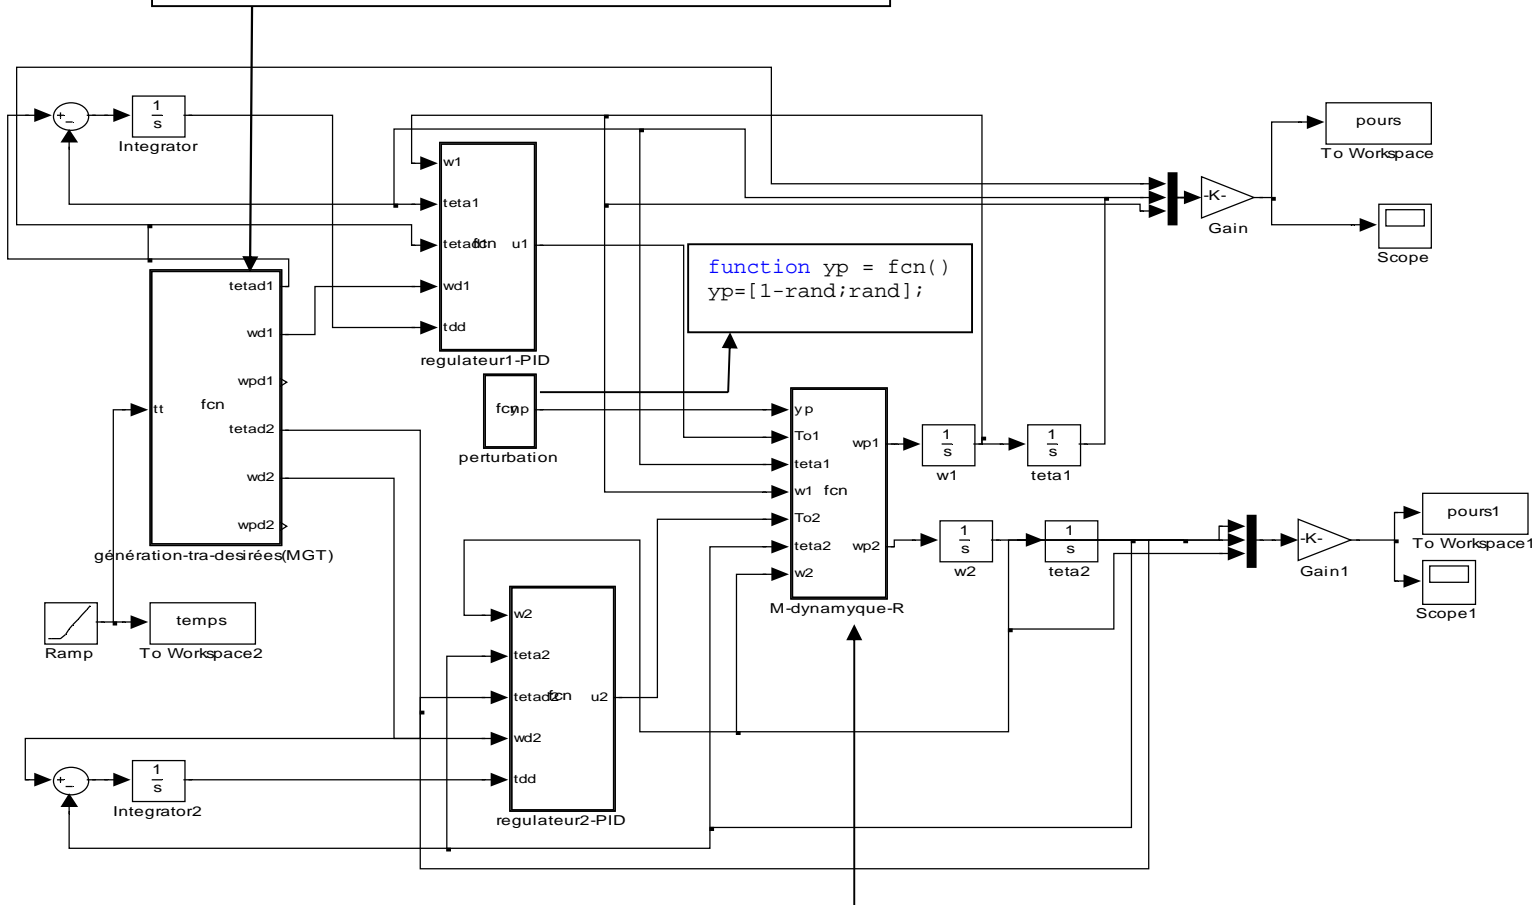 +
-
1
s
Integrator
w1
teta1
tetad1
wd1
tdd
fcn
u1
regulateur1-PID
pours
To Workspace
-K-
Gain
Scope
function yp = fcn()
yp=[1-rand;rand];
tt
fcn
tetad1
wd1
wpd1
tetad2
wd2
wpd2
génération-tra-desirées(MGT)
fcn
yp
perturbation
yp
To1
teta1
w1
To2
teta2
w2
fcn
wp1
wp2
M-dynamyque-R
1
s
w1
1
s
teta1
1
s
w2
1
s
teta2
-K-
Gain1
pours1
To Workspace1
Scope1
Ramp
temps
To Workspace2
w2
teta2
tetad2
wd2
tdd
fcn
u2
regulateur2-PID
+
-
1
s
Integrator2